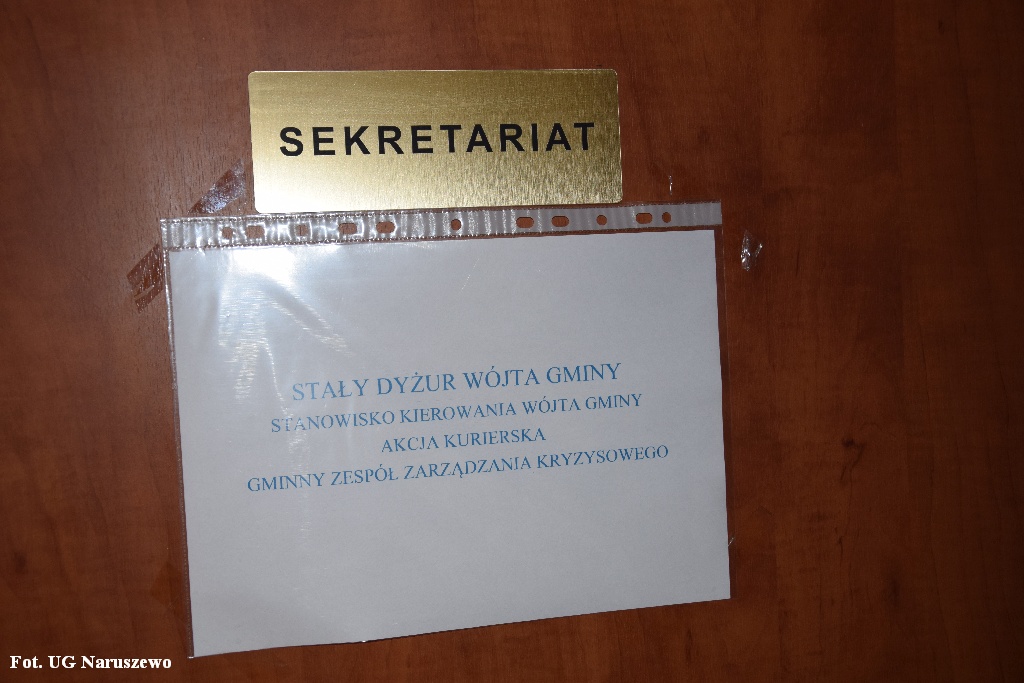 SEKRETARIAT
STAŁY DYŻUR WÓJTA GMINY
STANOWISKO KIEROWANIA WÓJTA GMINY
AKCJA KURIERSKA
GMINNY ZESPÓŁ ZARZĄDZANIA KRYZYSOWEGO
Fot. UG Naruszewo